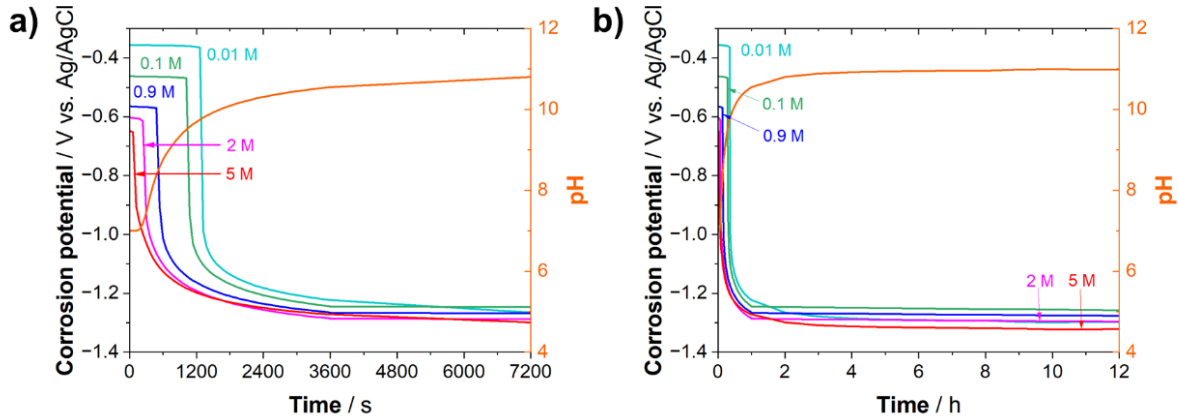 a)
Corrosion potential / V vs. Ag/AgCl
−0.4
−0.6
−0.8
−1.0
−1.2
−1.4
0.01 M
0.1 M
0.9 M
2 M
5 M
12
10
8
6
4
pH
0 1200 2400 3600 4800 6000 7200
Time / s
b)
Corrosion potential / V vs. Ag/AgCl
−0.4
−0.6
−0.8
−1.0
−1.2
−1.4
0.01 M
0.1 M
0.9 M
2 M 5 M
12
10
8
6
4
pH
0 2 4 6 8 10 12
Time / h